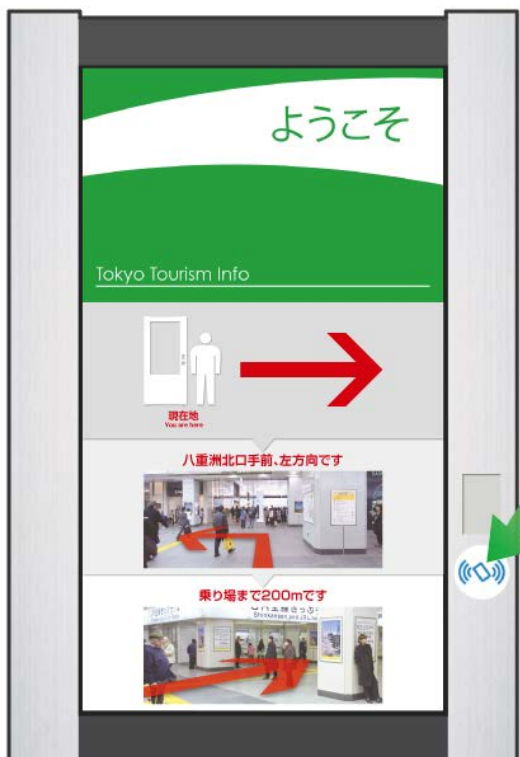 ようこそ
Tokyo Tourism Info
現在地
You are here
八重洲北口手前、左方向です
乗り場まで200mです